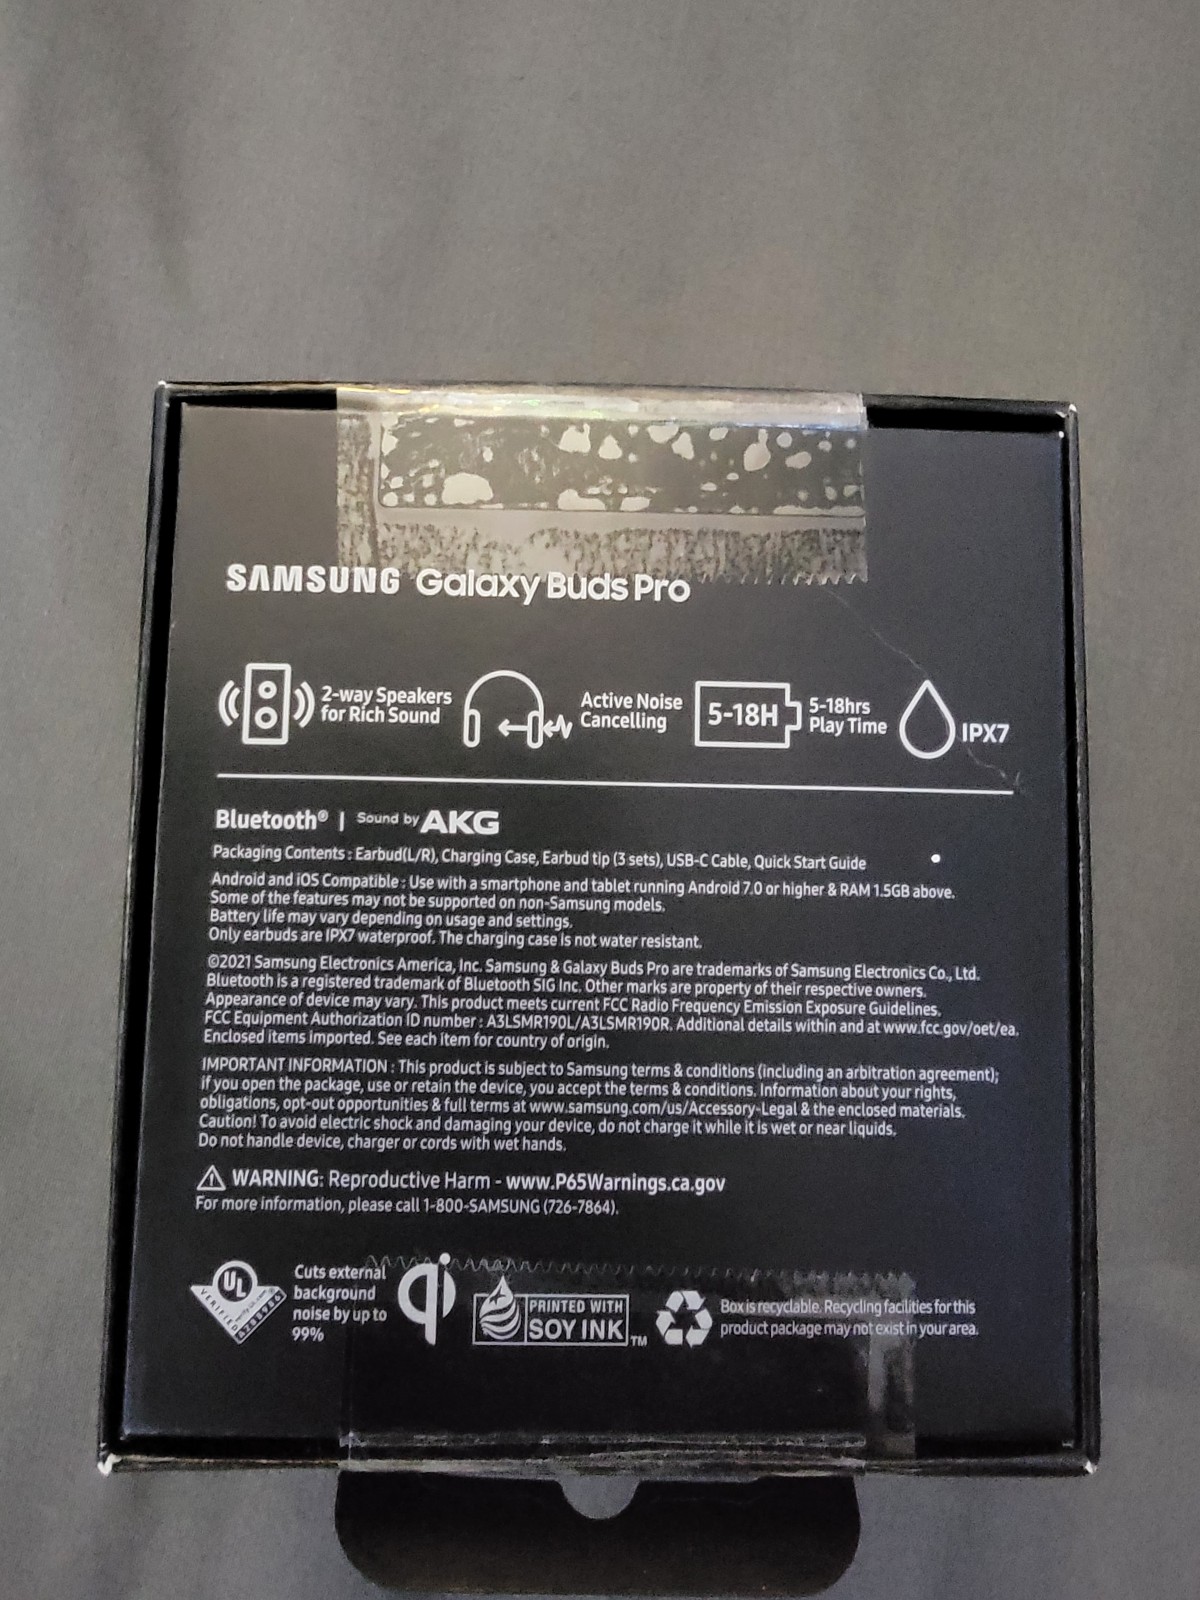 SAMSUNG Galaxy Buds Pro
2-way Speakers
for Rich Sound
Active Noise
Cancelling
5-18H
5-18hrs
Play Time
IPX7
Bluetooth® | Sound by AKG
Packaging Contents : Earbud(L/R), Charging Case, Earbud tip (3 sets), USB-C Cable, Quick Start Guide
Android and iOS Compatible : Use with a smartphone and tablet running Android 7.0 or higher & RAM 1.5GB above.
Some of the features may not be supported on non-Samsung models.
Battery life may vary depending on usage and settings.
Only earbuds are IPX7 waterproof. The charging case is not water resistant.
©2021 Samsung Electronics America, Inc. Samsung & Galaxy Buds Pro are trademarks of Samsung Electronics Co., Ltd.
Bluetooth is a registered trademark of Bluetooth SIG Inc. Other marks are property of their respective owners.
Appearance of device may vary. This product meets current FCC Radio Frequency Emission Exposure Guidelines.
FCC Equipment Authorization ID number : A3LSMR190L/A3LSMR190R. Additional details within and at www.fcc.gov/oet/ea.
Enclosed items imported. See each item for country of origin.
IMPORTANT INFORMATION : This product is subject to Samsung terms & conditions (including an arbitration agreement);
if you open the package, use or retain the device, you accept the terms & conditions. Information about your rights,
obligations, opt-out opportunities & full terms at www.samsung.com/us/Accessory-Legal & the enclosed materials.
Caution! To avoid electric shock and damaging your device, do not charge it while it is wet or near liquids.
Do not handle device, charger or cords with wet hands.
WARNING: Reproductive Harm - www.P65Warnings.ca.gov
For more information, please call 1-800-SAMSUNG (726-7864).
UL
VERIFIED
Cuts external
background
noise by up to
99%
qi
PRINTED WITH
SOY INK TM
Box is recyclable. Recycling facilities for this
product package may not exist in your area.